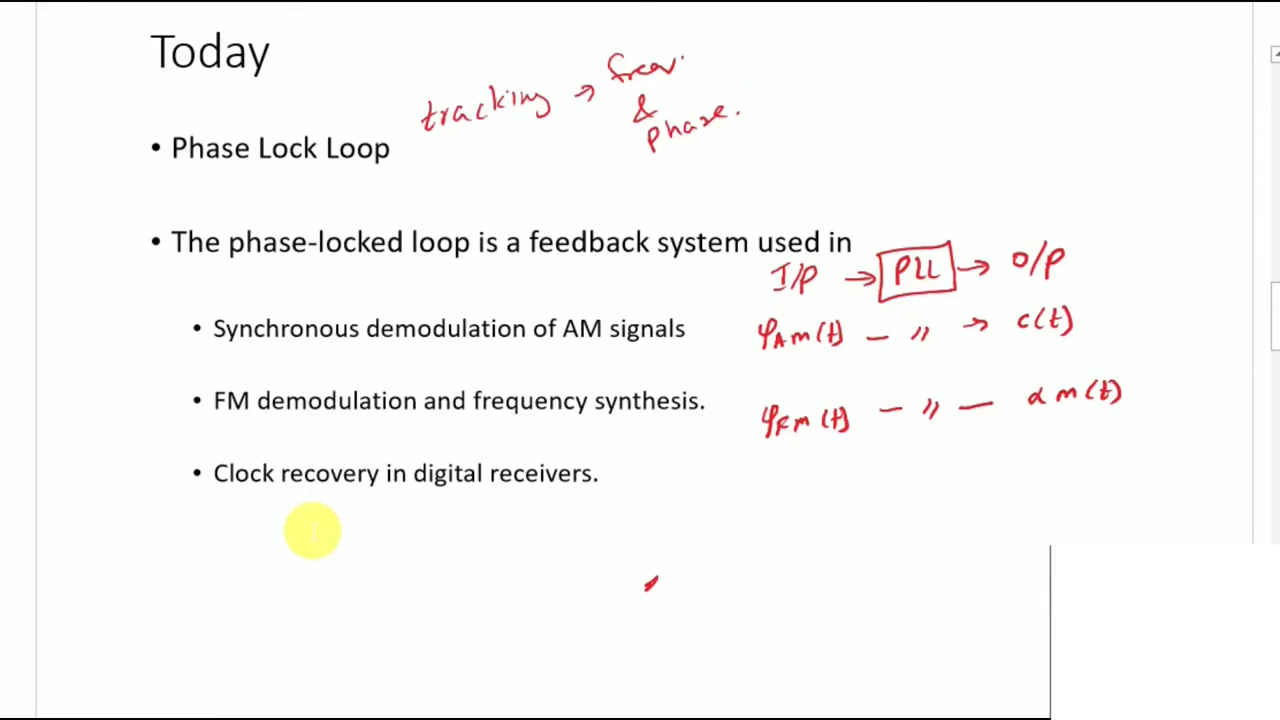 Today
tracking → freq.
& phase.
• Phase Lock Loop
• The phase-locked loop is a feedback system used in
I/P → PLL → O/P
• Synchronous demodulation of AM signals
φAM(t) — 〃 → c(t)
• FM demodulation and frequency synthesis.
φFM(t) — 〃 — α m(t)
• Clock recovery in digital receivers.